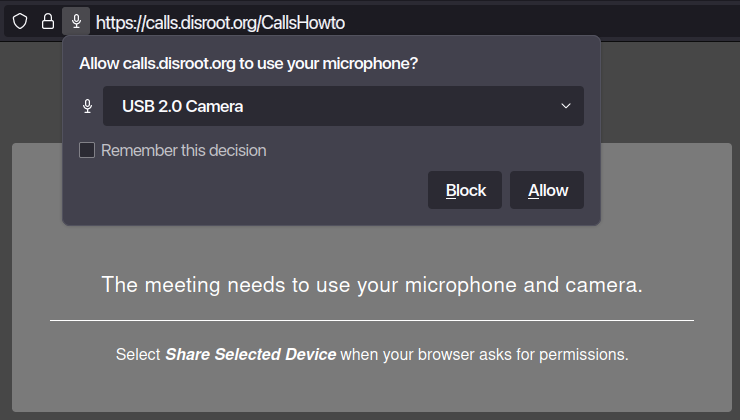 https://calls.disroot.org/CallsHowto
Allow calls.disroot.org to use your microphone?
USB 2.0 Camera
Remember this decision
Block Allow
The meeting needs to use your microphone and camera.
Select Share Selected Device when your browser asks for permissions.